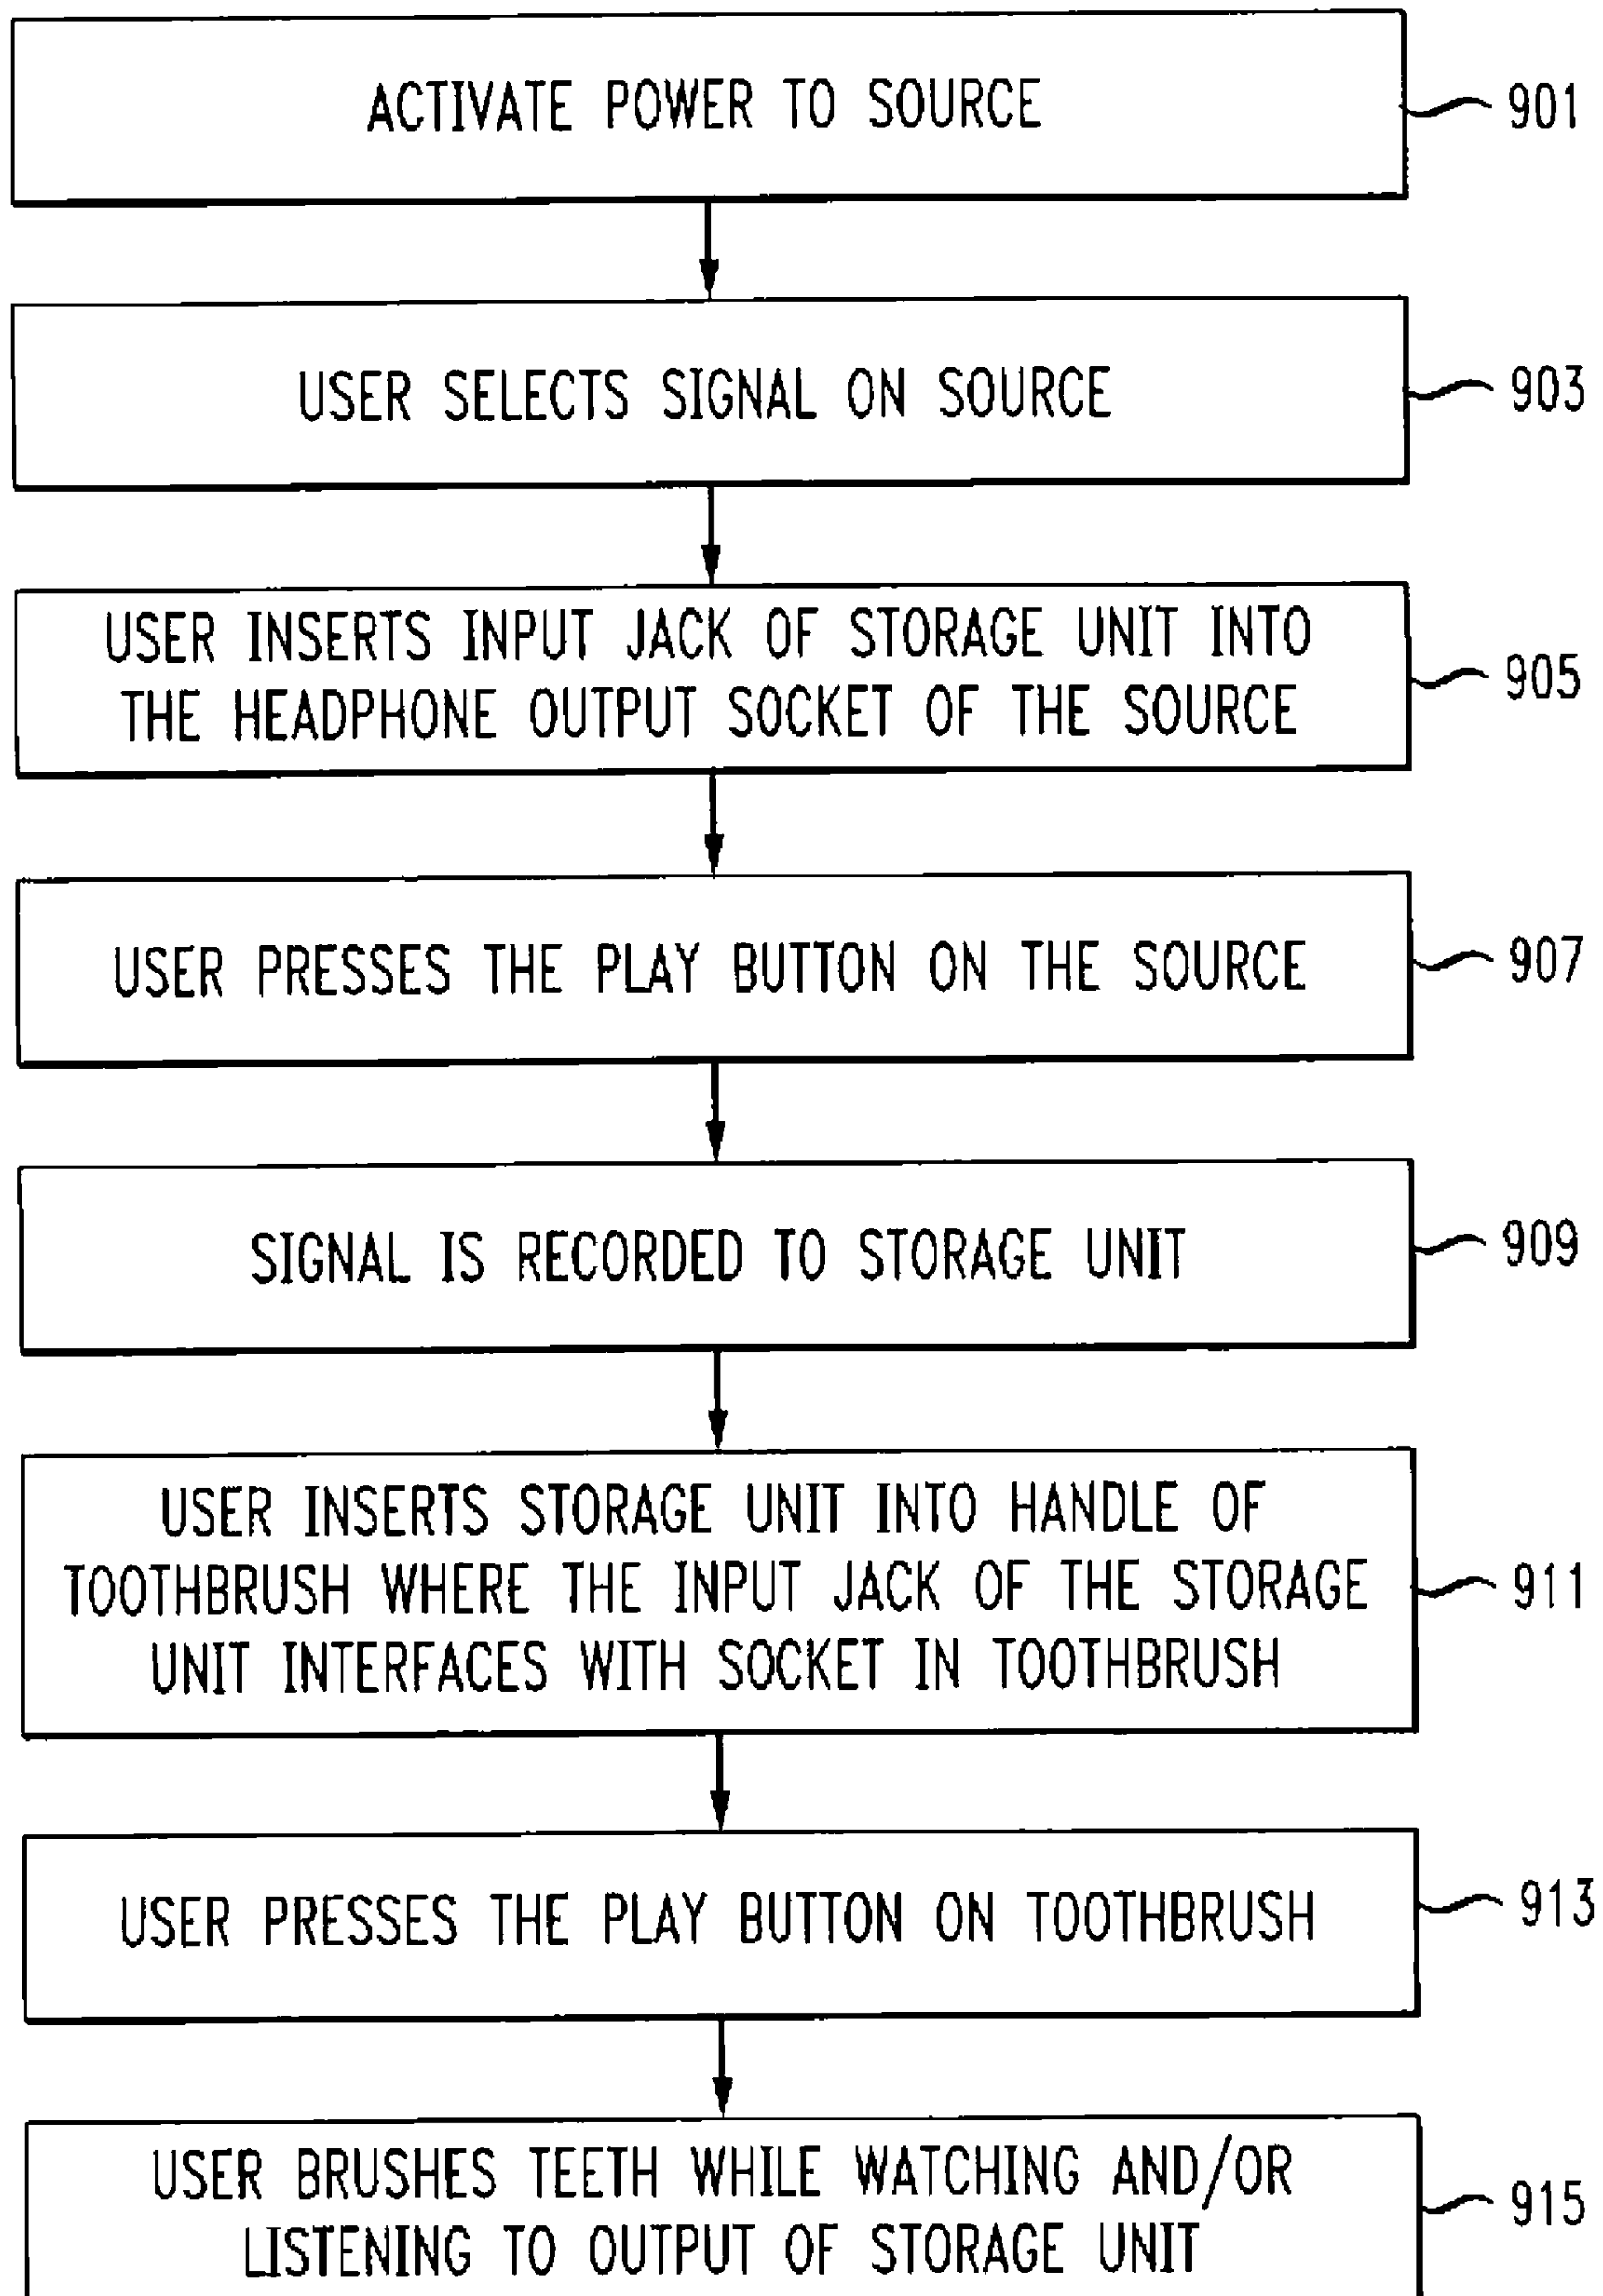 ACTIVATE POWER TO SOURCE
901
USER SELECTS SIGNAL ON SOURCE
903
USER INSERTS INPUT JACK OF STORAGE UNIT INTO
THE HEADPHONE OUTPUT SOCKET OF THE SOURCE
905
USER PRESSES THE PLAY BUTTON ON THE SOURCE
907
SIGNAL IS RECORDED TO STORAGE UNIT
909
USER INSERTS STORAGE UNIT INTO HANDLE OF
TOOTHBRUSH WHERE THE INPUT JACK OF THE STORAGE
UNIT INTERFACES WITH SOCKET IN TOOTHBRUSH
911
USER PRESSES THE PLAY BUTTON ON TOOTHBRUSH
913
USER BRUSHES TEETH WHILE WATCHING AND/OR
LISTENING TO OUTPUT OF STORAGE UNIT
915